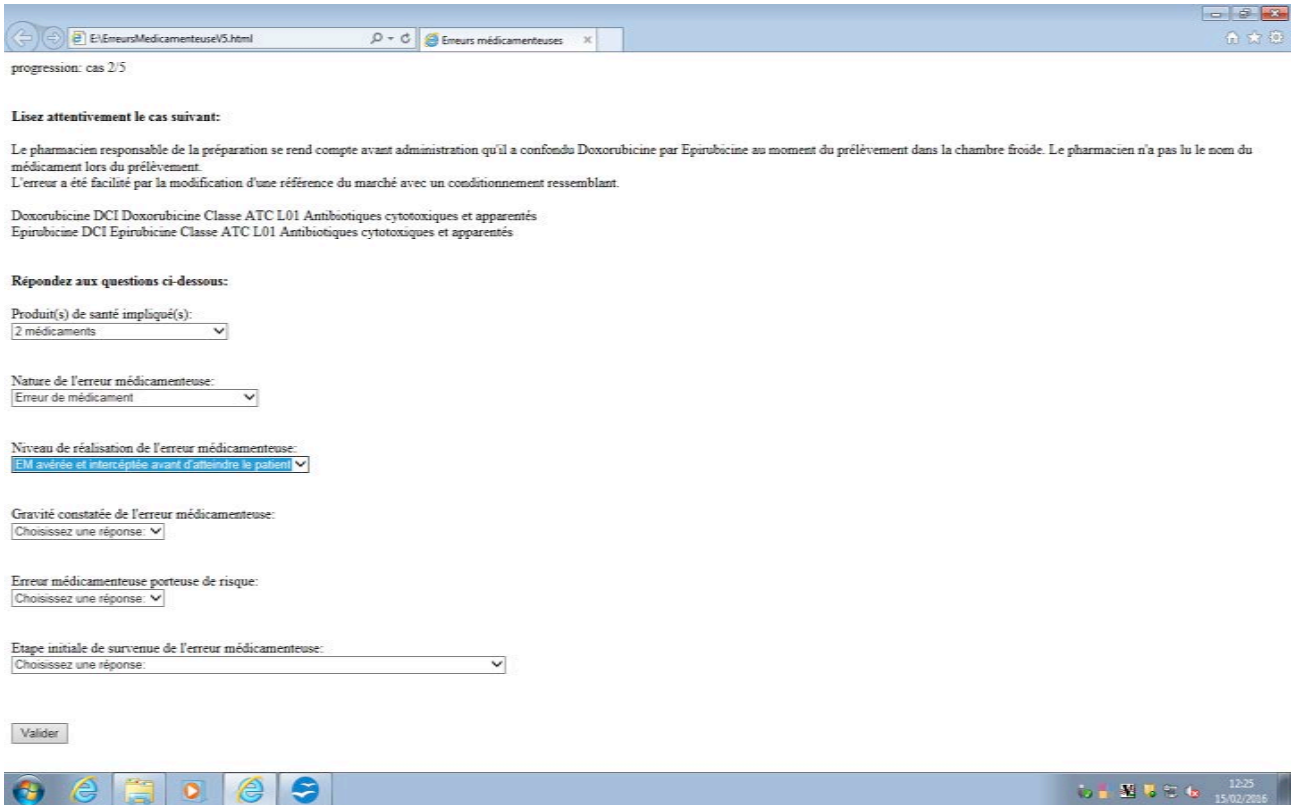 E:\ErreursMedicamenteuseV5.html
Erreurs médicamenteuses
progression: cas 2/5
Lisez attentivement le cas suivant:
Le pharmacien responsable de la préparation se rend compte avant administration qu'il a confondu Doxorubicine par Epirubicine au moment du prélèvement dans la chambre froide. Le pharmacien n'a pas lu le nom du
médicament lors du prélèvement.
L'erreur a été facilité par la modification d'une référence du marché avec un conditionnement ressemblant.
Doxorubicine DCI Doxorubicine Classe ATC L01 Antibiotiques cytotoxiques et apparentés
Epirubicine DCI Epirubicine Classe ATC L01 Antibiotiques cytotoxiques et apparentés
Répondez aux questions ci-dessous:
Produit(s) de santé impliqué(s):
2 médicaments
Nature de l'erreur médicamenteuse:
Erreur de médicament
Niveau de réalisation de l'erreur médicamenteuse:
EM avérée et intercéptée avant d'atteindre le patient
Gravité constatée de l'erreur médicamenteuse:
Choisissez une réponse:
Erreur médicamenteuse porteuse de risque:
Choisissez une réponse:
Etape initiale de survenue de l'erreur médicamenteuse:
Choisissez une réponse:
Valider
12:25
15/02/2016